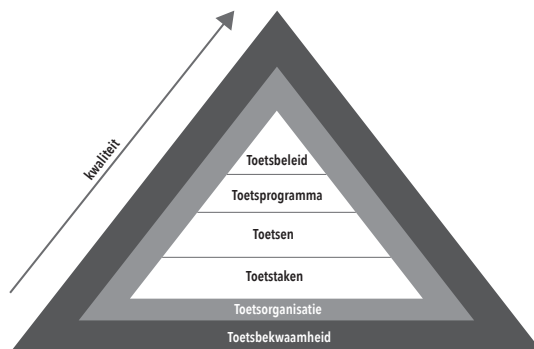 kwaliteit
Toetsbeleid
Toetsprogramma
Toetsen
Toetstaken
Toetsorganisatie
Toetsbekwaamheid